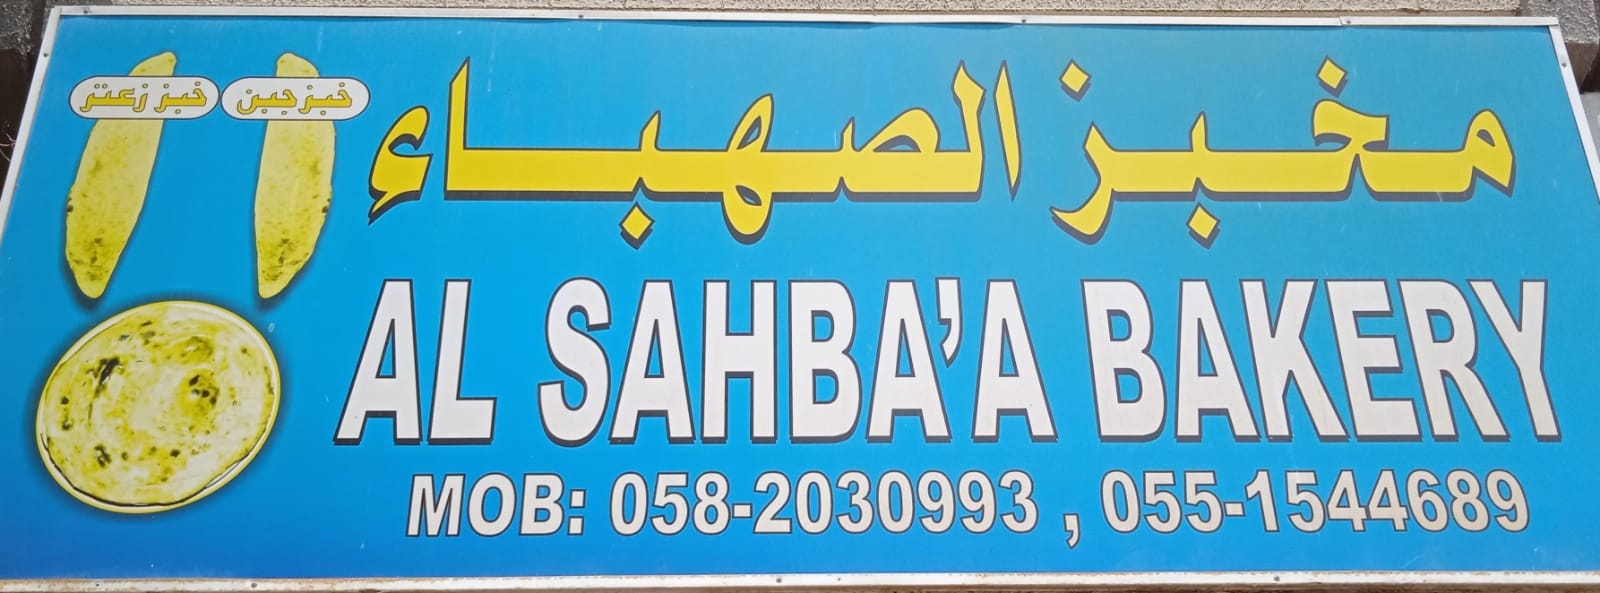 مخبز الصهباء
خبز جبن
خبز زعتر
AL SAHBA'A BAKERY
MOB: 058-2030993 , 055-1544689